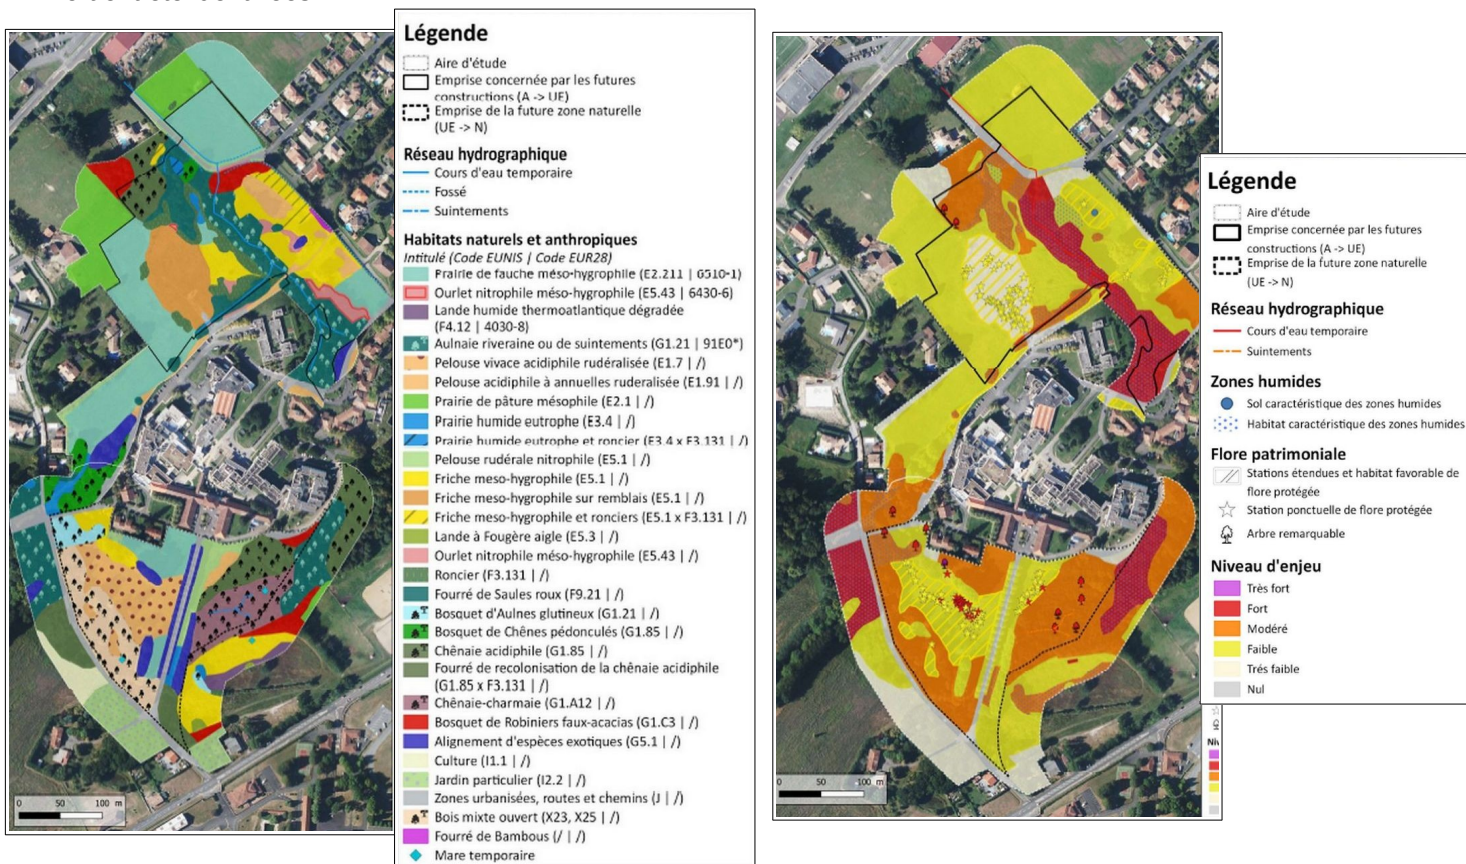 Légende
Aire d'étude
Emprise concernée par les futures
constructions (A -> UE)
Emprise de la future zone naturelle
(UE -> N)
Réseau hydrographique
Cours d'eau temporaire
Fossé
Suintements
Habitats naturels et anthropiques
Intitulé (Code EUNIS | Code EUR28)
Prairie de fauche méso-hygrophile (E2.211 | 6510-1)
Ourlet nitrophile méso-hygrophile (E5.43 | 6430-6)
Lande humide thermoatlantique dégradée
(F4.12 | 4030-8)
Aulnaie riveraine ou de suintements (G1.21 | 91E0*)
Pelouse vivace acidiphile rudéralisée (E1.7 | /)
Pelouse acidiphile à annuelles ruderalisée (E1.91 | /)
Prairie de pâture mésophile (E2.1 | /)
Prairie humide eutrophe (E3.4 | /)
Prairie humide eutrophe et roncier (E3.4 x F3.131 | /)
Pelouse rudérale nitrophile (E5.1 | /)
Friche meso-hygrophile (E5.1 | /)
Friche meso-hygrophile sur remblais (E5.1 | /)
Friche meso-hygrophile et ronciers (E5.1 x F3.131 | /)
Lande à Fougère aigle (E5.3 | /)
Ourlet nitrophile méso-hygrophile (E5.43 | /)
Roncier (F3.131 | /)
Fourré de Saules roux (F9.21 | /)
Bosquet d'Aulnes glutineux (G1.21 | /)
Bosquet de Chênes pédonculés (G1.85 | /)
Chênaie acidiphile (G1.85 | /)
Fourré de recolonisation de la chênaie acidiphile
(G1.85 x F3.131 | /)
Chênaie-charmaie (G1.A12 | /)
Bosquet de Robiniers faux-acacias (G1.C3 | /)
Alignement d'espèces exotiques (G5.1 | /)
Culture (I1.1 | /)
Jardin particulier (I2.2 | /)
Zones urbanisées, routes et chemins (J | /)
Bois mixte ouvert (X23, X25 | /)
Fourré de Bambous (/ | /)
Mare temporaire
0 50 100 m
Légende
Aire d'étude
Emprise concernée par les futures
constructions (A -> UE)
Emprise de la future zone naturelle
(UE -> N)
Réseau hydrographique
Cours d'eau temporaire
Suintements
Zones humides
Sol caractéristique des zones humides
Habitat caractéristique des zones humides
Flore patrimoniale
Stations étendues et habitat favorable de
flore protégée
Station ponctuelle de flore protégée
Arbre remarquable
Niveau d'enjeu
Très fort
Fort
Modéré
Faible
Trés faible
Nul
Niv
0 50 100 m